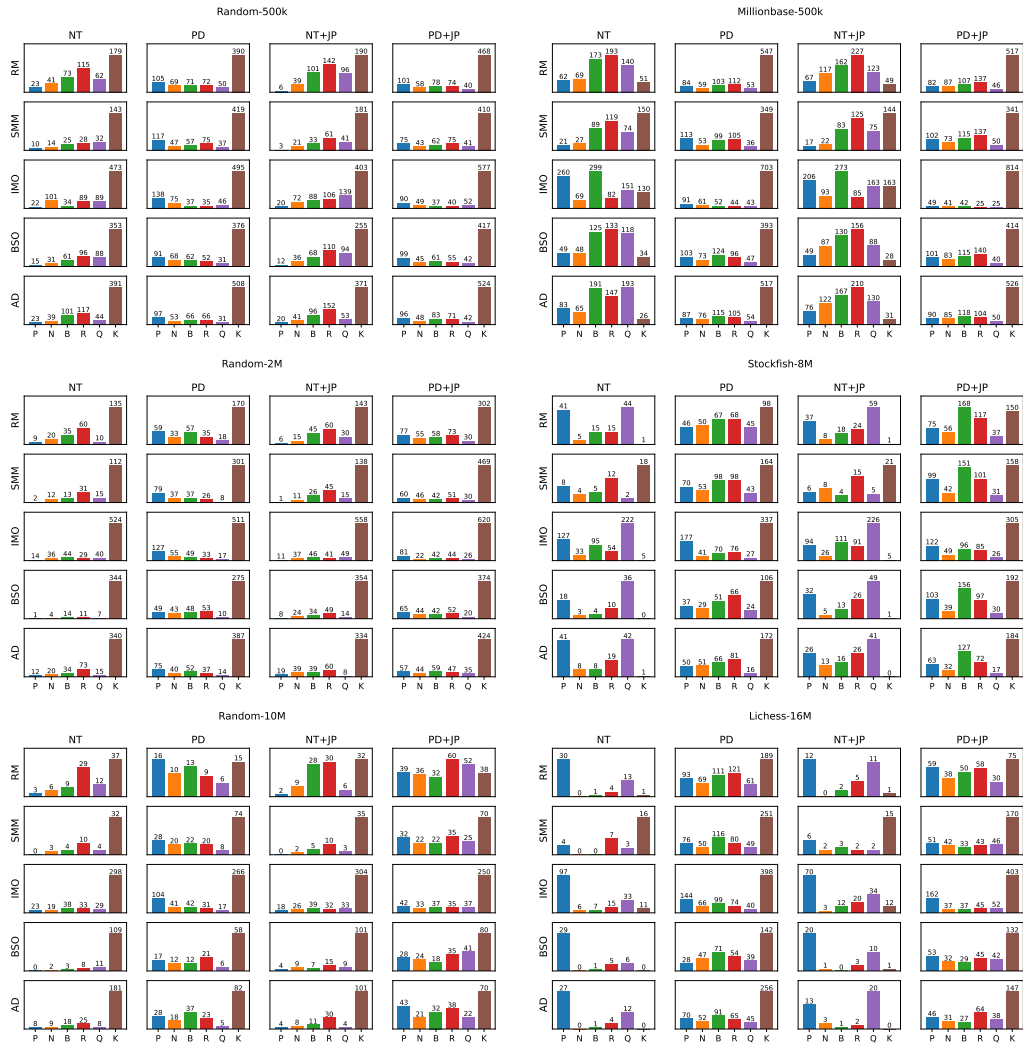 Random-500k
NT PD NT+JP PD+JP
RM 23 41 73 115 62 179 105 69 71 72 50 390 6 39 101 142 96 190 101 58 78 74 40 468
SMM 10 14 25 28 32 143 117 47 57 75 37 419 3 21 33 61 41 181 75 43 62 75 41 410
IMO 22 101 34 89 89 473 138 75 37 35 46 495 20 72 88 106 139 403 90 49 37 40 52 577
BSO 15 31 61 96 88 353 91 68 62 52 31 376 12 36 68 110 94 255 99 45 61 55 42 417
AD 23 39 101 117 44 391 97 53 66 66 31 508 20 41 96 152 53 371 96 48 83 71 42 524
P N B R Q K P N B R Q K P N B R Q K P N B R Q K
Millionbase-500k
NT PD NT+JP PD+JP
RM 62 69 173 193 140 51 84 59 103 112 53 547 67 117 162 227 123 49 82 87 107 137 46 517
SMM 21 27 89 119 74 150 113 53 99 105 36 349 17 22 83 125 75 144 102 73 115 137 50 341
IMO 260 69 299 82 151 130 91 61 52 44 43 703 206 93 273 85 163 163 49 41 42 25 25 814
BSO 49 48 125 133 118 34 103 73 124 96 47 393 49 87 130 156 88 28 101 83 115 140 40 414
AD 83 65 191 147 193 26 87 76 115 105 54 517 76 122 167 210 130 31 90 85 118 104 50 526
P N B R Q K P N B R Q K P N B R Q K P N B R Q K
Random-2M
NT PD NT+JP PD+JP
RM 9 20 35 60 10 135 59 33 57 35 18 170 6 15 45 60 30 143 77 55 58 73 30 302
SMM 2 12 13 31 15 112 79 37 37 26 8 301 1 11 26 45 15 138 60 46 42 51 30 469
IMO 14 36 44 29 40 524 127 55 49 33 17 511 11 37 46 41 49 558 81 22 42 44 26 620
BSO 1 4 14 11 7 344 49 43 48 53 10 275 8 24 34 49 14 354 65 44 42 52 20 374
AD 12 20 34 73 15 340 75 40 52 37 14 387 19 39 39 60 8 334 57 44 59 47 35 424
P N B R Q K P N B R Q K P N B R Q K P N B R Q K
Stockfish-8M
NT PD NT+JP PD+JP
RM 41 5 15 15 44 1 46 50 67 68 45 98 37 8 18 24 59 1 75 56 168 117 37 150
SMM 8 4 5 12 2 18 70 53 98 98 43 164 6 8 4 15 5 21 99 42 151 101 31 158
IMO 127 33 95 54 222 5 177 41 70 76 27 337 94 26 111 91 226 5 122 49 96 85 26 305
BSO 18 3 4 10 36 0 37 29 51 66 24 106 32 5 13 26 49 1 103 39 156 97 30 192
AD 41 8 8 19 42 1 50 51 66 81 16 172 26 13 16 26 41 0 63 32 127 72 17 184
P N B R Q K P N B R Q K P N B R Q K P N B R Q K
Random-10M
NT PD NT+JP PD+JP
RM 3 6 9 29 12 37 16 10 13 9 6 15 2 9 28 30 6 32 39 36 32 60 52 38
SMM 0 3 4 10 4 32 28 20 22 20 8 74 0 2 5 10 3 35 32 22 22 35 25 70
IMO 23 19 38 33 29 298 104 41 42 31 17 266 18 26 39 32 33 304 42 33 37 35 37 250
BSO 0 2 3 8 11 109 17 12 12 21 6 58 4 9 7 15 9 101 28 24 18 35 41 80
AD 8 9 18 25 8 181 28 18 37 23 5 82 4 8 11 30 4 101 43 21 32 38 22 70
P N B R Q K P N B R Q K P N B R Q K P N B R Q K
Lichess-16M
NT PD NT+JP PD+JP
RM 30 0 1 4 13 1 93 69 111 121 61 189 12 0 2 5 11 1 59 38 50 58 30 75
SMM 4 0 0 7 3 16 76 50 116 80 49 251 6 2 3 2 2 15 51 42 33 43 46 170
IMO 97 6 7 15 33 11 144 66 99 74 40 398 70 3 12 20 34 12 162 37 37 45 52 403
BSO 29 0 1 5 6 0 28 47 71 54 39 142 20 1 0 3 10 1 53 32 29 45 42 132
AD 27 0 1 4 12 0 70 52 91 65 45 256 13 3 1 2 20 0 46 31 27 64 38 147
P N B R Q K P N B R Q K P N B R Q K P N B R Q K